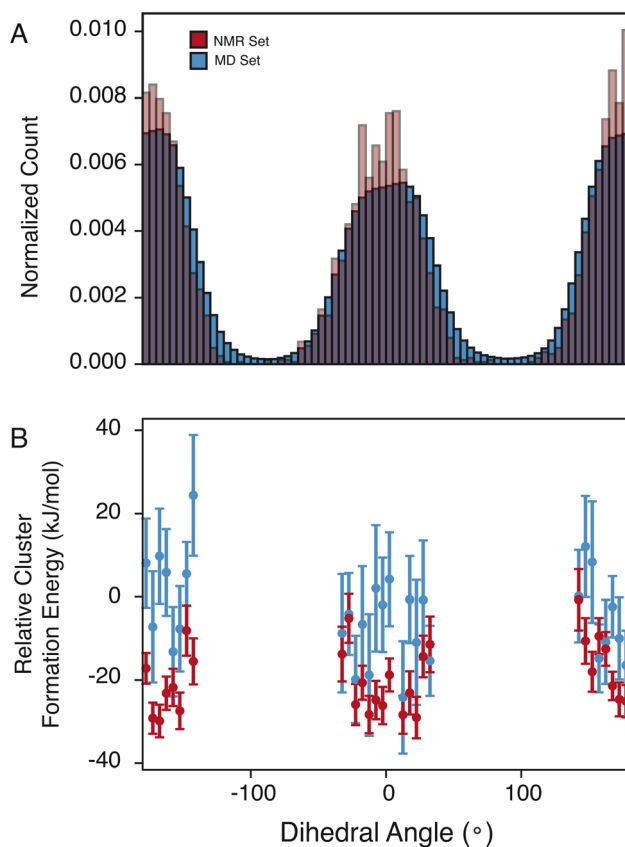 A
0.010
0.008
0.006
0.004
0.002
0.000
Normalized Count
NMR Set
MD Set
B
40
20
0
-20
-40
Relative Cluster
Formation Energy (kJ/mol)
-100
0
100
Dihedral Angle (°)